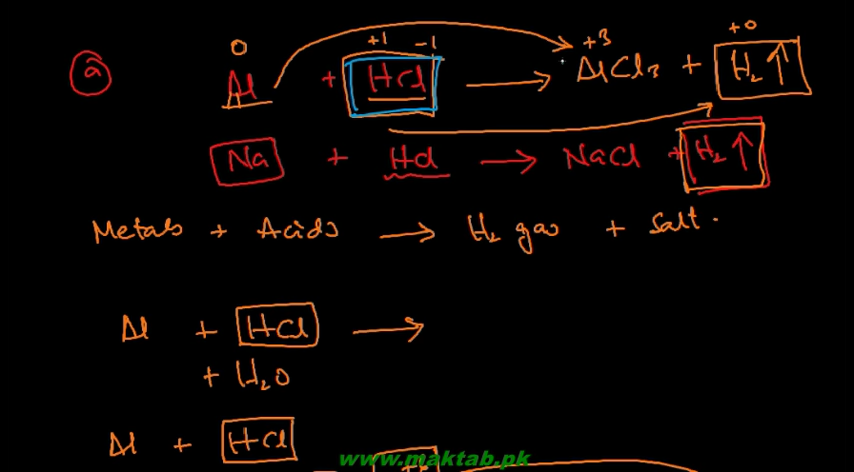 0 +1 -1 +3 +0
a Al + HCl → AlCl3 + H2 ↑
Na + HCl → NaCl + H2 ↑
Metals + Acids → H2 gas + Salt.
Al + HCl →
+ H2O
Al + HCl
www.maktab.pk